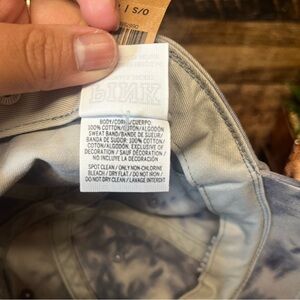 S/O
PINK
BODY/CORPS/CUERPO:
100% COTTON/COTON/ALGODÓN
SWEAT BAND/BANDE DE SUEUR/
BANDA DE SUDOR: 100% COTTON/
COTON/ALGODÓN. EXCLUSIVE OF
DECORATION / SAUF DÉCORATION /
NO INCLUYE LA DECORACIÓN
SPOT CLEAN / ONLY NON-CHLORINE
BLEACH / DRY FLAT / DO NOT IRON /
DO NOT DRY CLEAN / LAVAGE INTERDIT